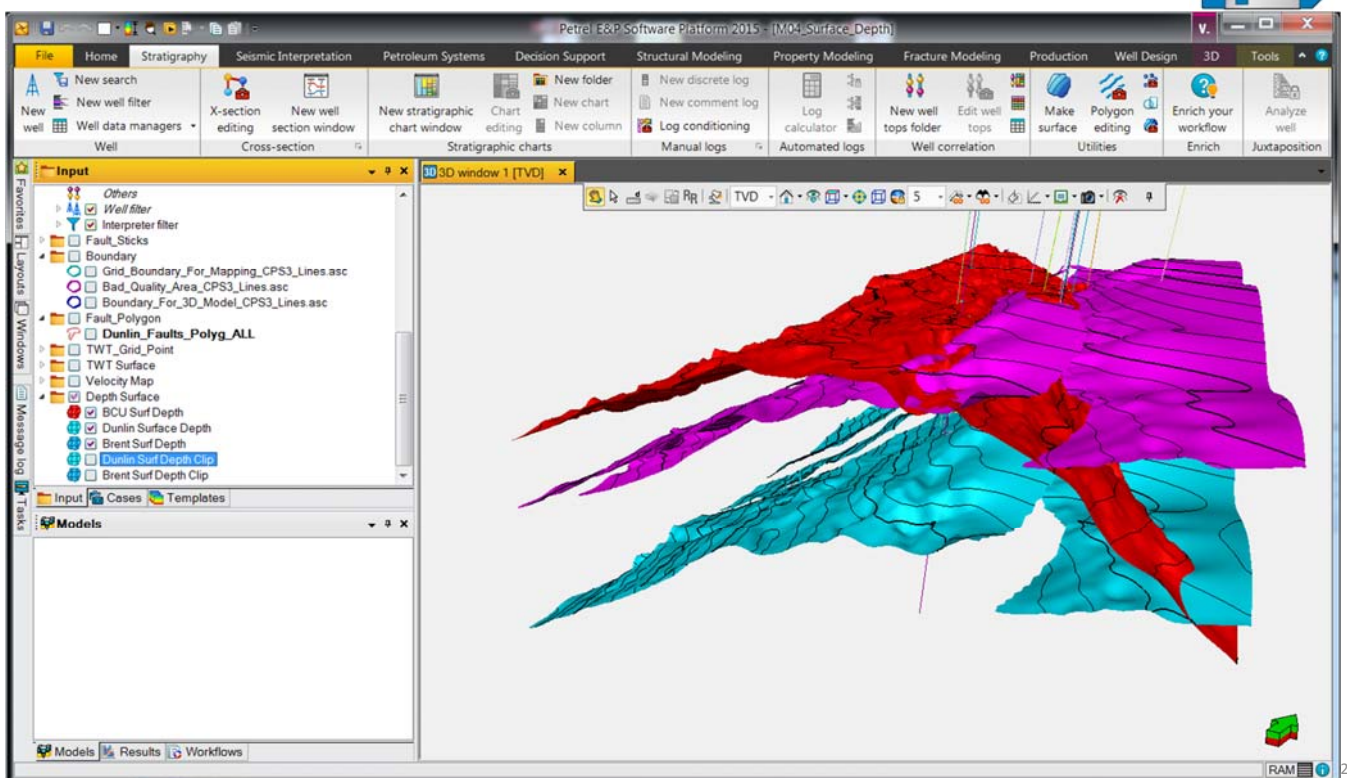 Petrel E&P Software Platform 2015 - [M04_Surface_Depth]
V.
File Home Stratigraphy Seismic Interpretation Petroleum Systems Decision Support Structural Modeling Property Modeling Fracture Modeling Production Well Design 3D Tools
New well
New search
New well filter
Well data managers
Well
X-section editing
New well section window
Cross-section
New stratigraphic chart window
Chart editing
New folder
New chart
New column
Stratigraphic charts
New discrete log
New comment log
Log conditioning
Manual logs
Log calculator
Automated logs
New well tops folder
Edit well tops
Well correlation
Make surface
Polygon editing
Utilities
Enrich your workflow
Enrich
Analyze well
Juxtaposition
Favorites
Layouts
Windows
Message log
Tasks
Input
Others
Well filter
Interpreter filter
Fault_Sticks
Boundary
Grid_Boundary_For_Mapping_CPS3_Lines.asc
Bad_Quality_Area_CPS3_Lines.asc
Boundary_For_3D_Model_CPS3_Lines.asc
Fault_Polygon
Dunlin_Faults_Polyg_ALL
TWT_Grid_Point
TWT Surface
Velocity Map
Depth Surface
BCU Surf Depth
Dunlin Surface Depth
Brent Surf Depth
Dunlin Surf Depth Clip
Brent Surf Depth Clip
Input Cases Templates
Models
Models Results Workflows
3D 3D window 1 [TVD]
TVD 5
RAM
2